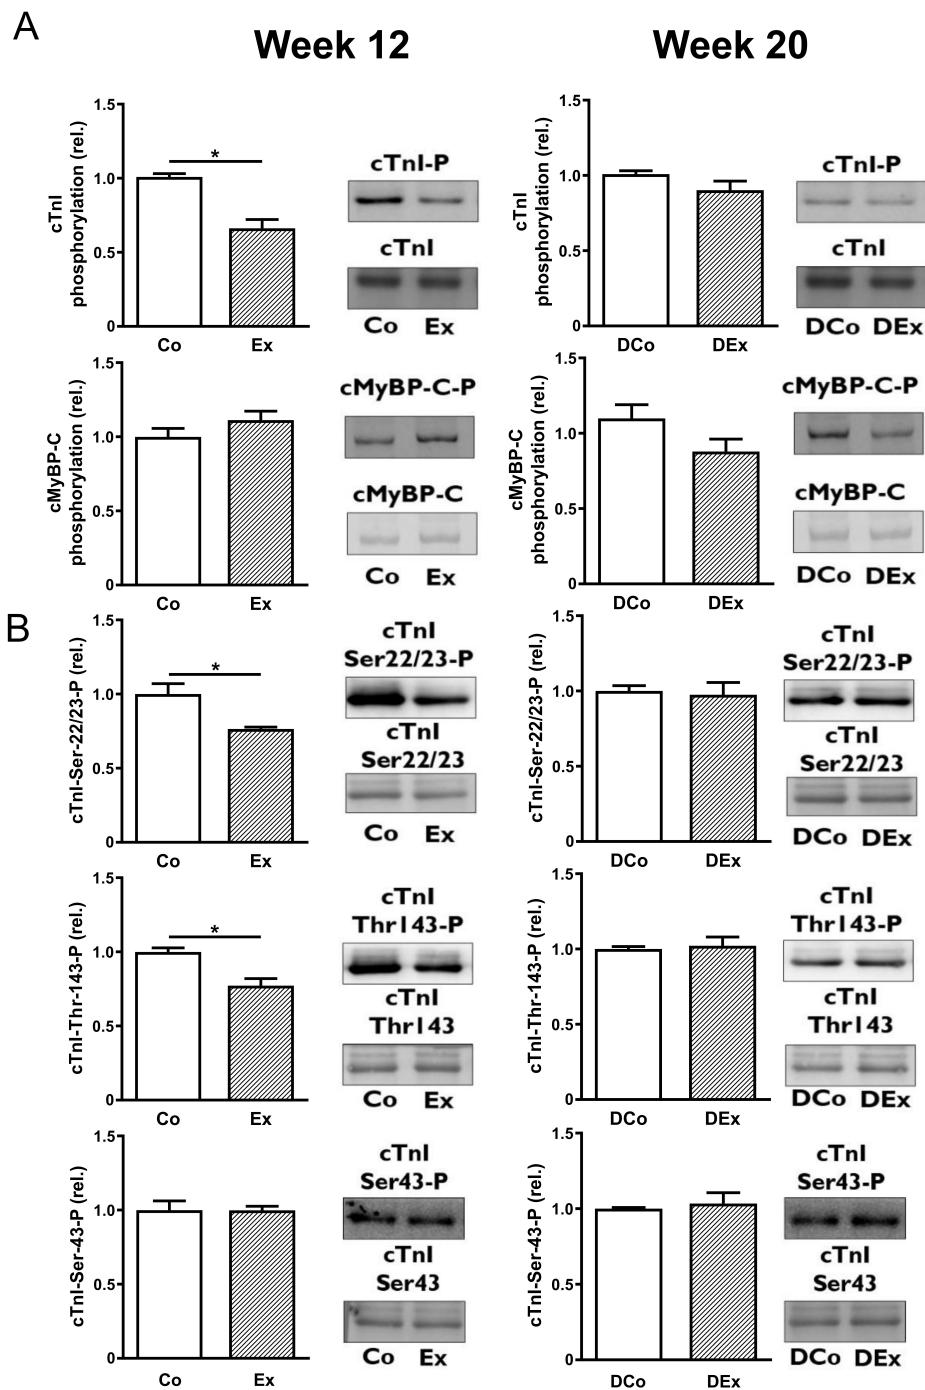 A
Week 12
Week 20
cTnI
phosphorylation (rel.)
1.5
1.0
0.5
0
*
Co
Ex
cTnI-P
cTnI
Co Ex
cTnI
phosphorylation (rel.)
1.5
1.0
0.5
0
DCo
DEx
cTnI-P
cTnI
DCo DEx
cMyBP-C
phosphorylation (rel.)
1.5
1.0
0.5
0
Co
Ex
cMyBP-C-P
cMyBP-C
Co Ex
cMyBP-C
phosphorylation (rel.)
1.5
1.0
0.5
0
DCo
DEx
cMyBP-C-P
cMyBP-C
DCo DEx
B
cTnI-Ser-22/23-P (rel.)
1.5
1.0
0.5
0
*
Co
Ex
cTnI
Ser22/23-P
cTnI
Ser22/23
Co Ex
cTnI-Ser-22/23-P (rel.)
1.5
1.0
0.5
0
DCo
DEx
cTnI
Ser22/23-P
cTnI
Ser22/23
DCo DEx
cTnI-Thr-143-P (rel.)
1.5
1.0
0.5
0
*
Co
Ex
cTnI
Thr143-P
cTnI
Thr143
Co Ex
cTnI-Thr-143-P (rel.)
1.5
1.0
0.5
0
DCo
DEx
cTnI
Thr143-P
cTnI
Thr143
DCo DEx
cTnI-Ser-43-P (rel.)
1.5
1.0
0.5
0
Co
Ex
cTnI
Ser43-P
cTnI
Ser43
Co Ex
cTnI-Ser-43-P (rel.)
1.5
1.0
0.5
0
DCo
DEx
cTnI
Ser43-P
cTnI
Ser43
DCo DEx